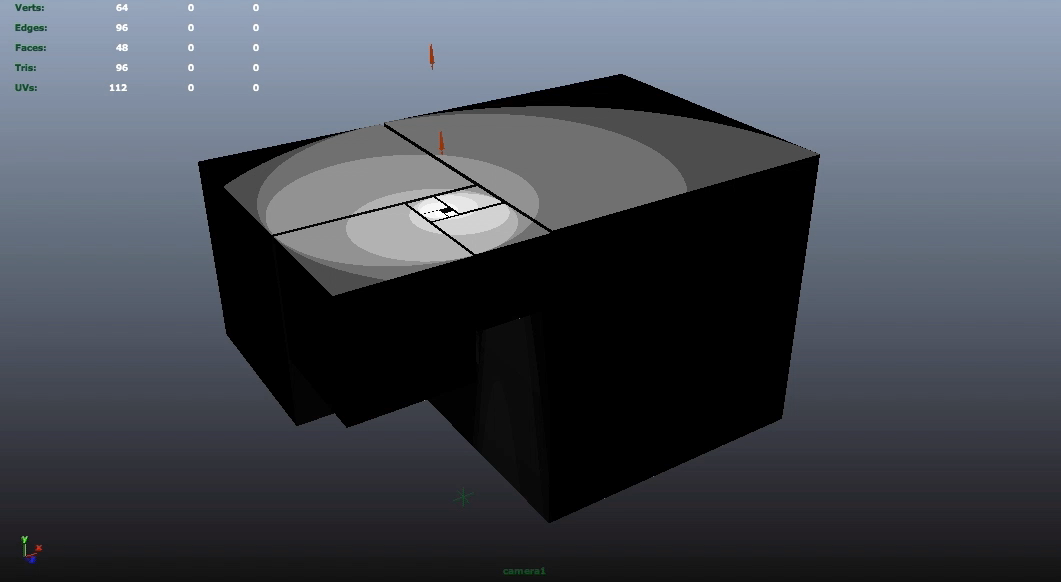 Verts: 64 0 0
Edges: 96 0 0
Faces: 48 0 0
Tris: 96 0 0
UVs: 112 0 0
Y
X
Z
camera1